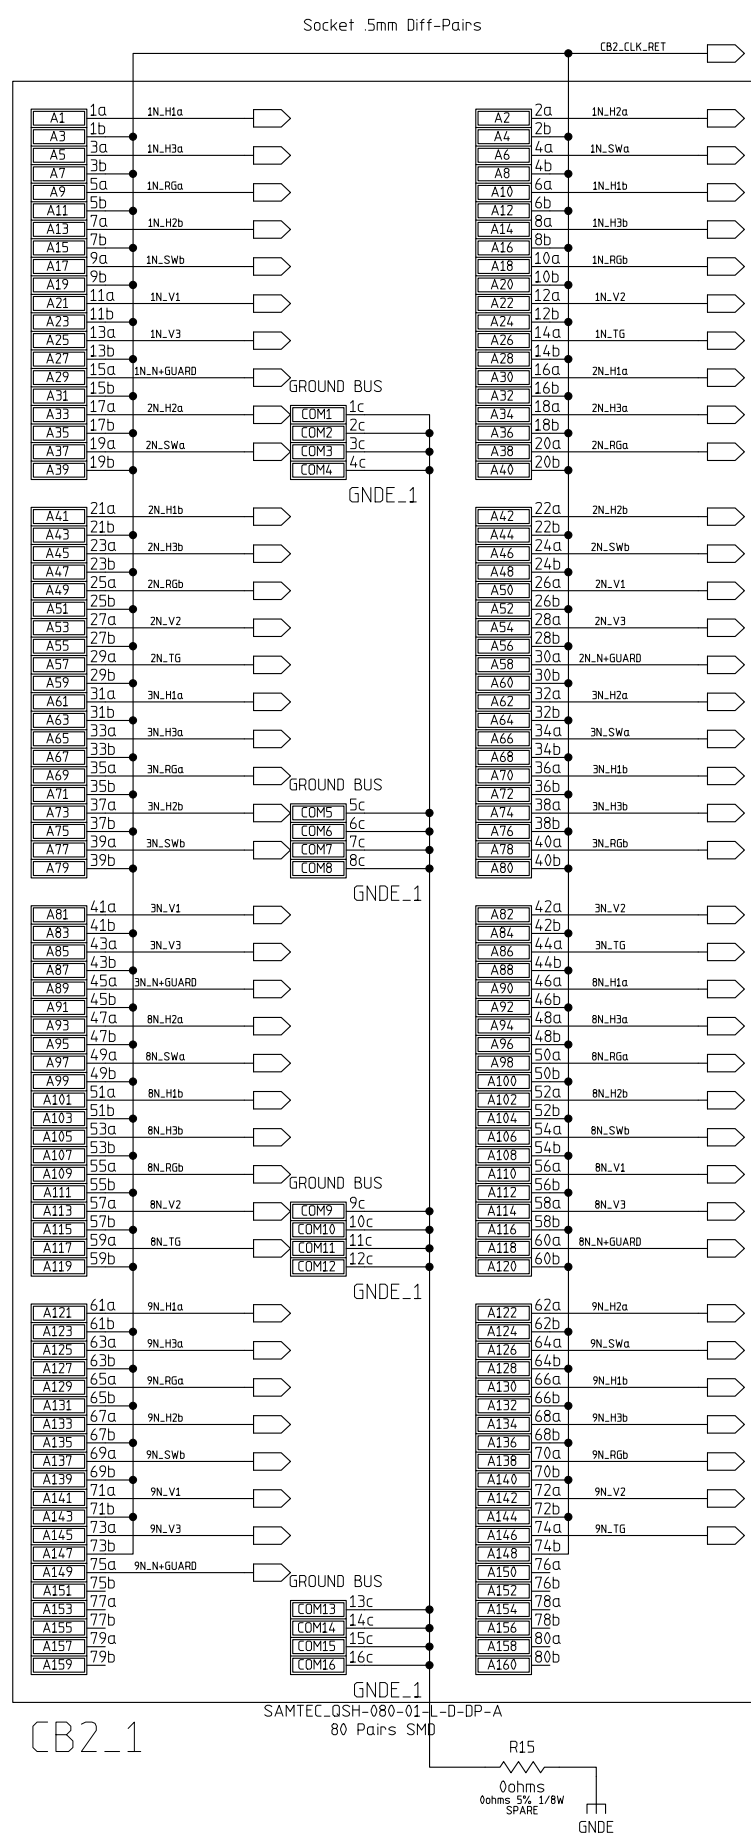 Socket .5mm Diff-Pairs
CB2_CLK_RET
A1 1a 1N_H1a A2 2a 1N_H2a
A3 1b A4 2b
A5 3a 1N_H3a A6 4a 1N_SWa
A7 3b A8 4b
A9 5a 1N_RGa A10 6a 1N_H1b
A11 5b A12 6b
A13 7a 1N_H2b A14 8a 1N_H3b
A15 7b A16 8b
A17 9a 1N_SWb A18 10a 1N_RGb
A19 9b A20 10b
A21 11a 1N_V1 A22 12a 1N_V2
A23 11b A24 12b
A25 13a 1N_V3 A26 14a 1N_TG
A27 13b A28 14b
A29 15a 1N_N+GUARD A30 16a 2N_H1a
GROUND BUS
A31 15b A32 16b
A33 17a 2N_H2a COM1 1c A34 18a 2N_H3a
A35 17b COM2 2c A36 18b
A37 19a 2N_SWa COM3 3c A38 20a 2N_RGa
A39 19b COM4 4c A40 20b
GNDE_1
A41 21a 2N_H1b A42 22a 2N_H2b
A43 21b A44 22b
A45 23a 2N_H3b A46 24a 2N_SWb
A47 23b A48 24b
A49 25a 2N_RGb A50 26a 2N_V1
A51 25b A52 26b
A53 27a 2N_V2 A54 28a 2N_V3
A55 27b A56 28b
A57 29a 2N_TG A58 30a 2N_N+GUARD
A59 29b A60 30b
A61 31a 3N_H1a A62 32a 3N_H2a
A63 31b A64 32b
A65 33a 3N_H3a A66 34a 3N_SWa
A67 33b A68 34b
A69 35a 3N_RGa A70 36a 3N_H1b
GROUND BUS
A71 35b A72 36b
A73 37a 3N_H2b COM5 5c A74 38a 3N_H3b
A75 37b COM6 6c A76 38b
A77 39a 3N_SWb COM7 7c A78 40a 3N_RGb
A79 39b COM8 8c A80 40b
GNDE_1
A81 41a 3N_V1 A82 42a 3N_V2
A83 41b A84 42b
A85 43a 3N_V3 A86 44a 3N_TG
A87 43b A88 44b
A89 45a 3N_N+GUARD A90 46a 8N_H1a
A91 45b A92 46b
A93 47a 8N_H2a A94 48a 8N_H3a
A95 47b A96 48b
A97 49a 8N_SWa A98 50a 8N_RGa
A99 49b A100 50b
A101 51a 8N_H1b A102 52a 8N_H2b
A103 51b A104 52b
A105 53a 8N_H3b A106 54a 8N_SWb
A107 53b A108 54b
A109 55a 8N_RGb A110 56a 8N_V1
GROUND BUS
A111 55b A112 56b
A113 57a 8N_V2 COM9 9c A114 58a 8N_V3
A115 57b COM10 10c A116 58b
A117 59a 8N_TG COM11 11c A118 60a 8N_N+GUARD
A119 59b COM12 12c A120 60b
GNDE_1
A121 61a 9N_H1a A122 62a 9N_H2a
A123 61b A124 62b
A125 63a 9N_H3a A126 64a 9N_SWa
A127 63b A128 64b
A129 65a 9N_RGa A130 66a 9N_H1b
A131 65b A132 66b
A133 67a 9N_H2b A134 68a 9N_H3b
A135 67b A136 68b
A137 69a 9N_SWb A138 70a 9N_RGb
A139 69b A140 70b
A141 71a 9N_V1 A142 72a 9N_V2
A143 71b A144 72b
A145 73a 9N_V3 A146 74a 9N_TG
A147 73b A148 74b
A149 75a 9N_N+GUARD A150 76a
GROUND BUS
A151 75b A152 76b
A153 77a COM13 13c A154 78a
A155 77b COM14 14c A156 78b
A157 79a COM15 15c A158 80a
A159 79b COM16 16c A160 80b
GNDE_1
SAMTEC_QSH-080-01-L-D-DP-A
80 Pairs SMD
CB2_1
R15
0ohms
0ohms 5% 1/8W
SPARE
GNDE